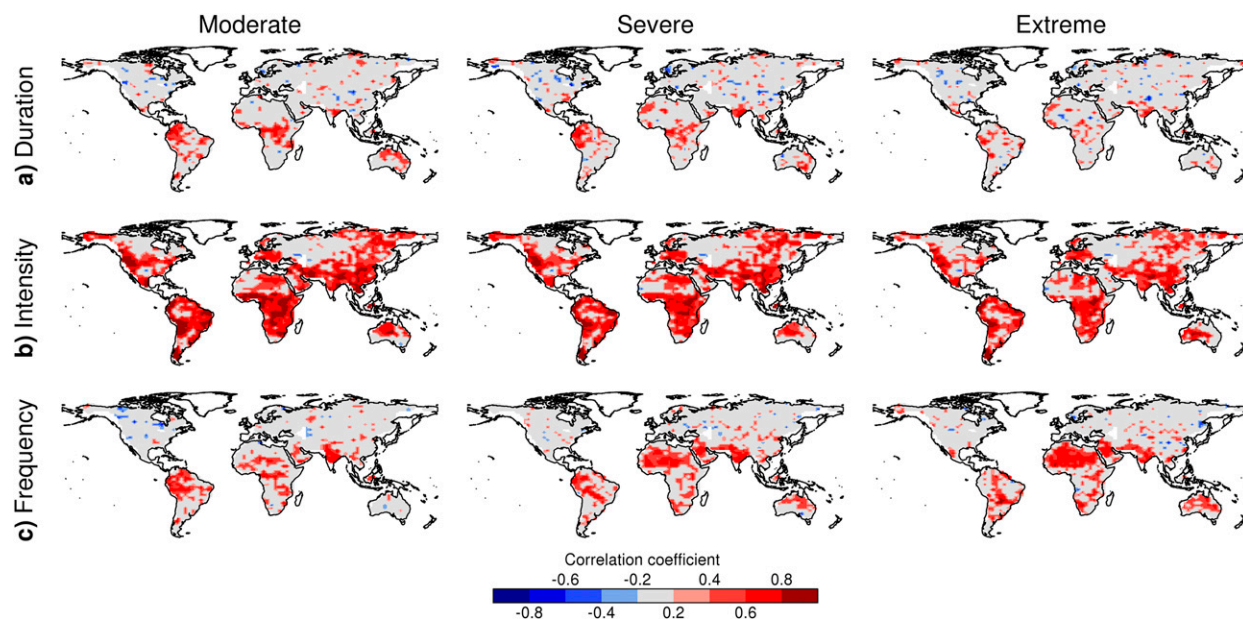 Moderate Severe Extreme
a) Duration
b) Intensity
c) Frequency
Correlation coefficient
-0.6 -0.2 0.4 0.8
-0.8 -0.4 0.2 0.6